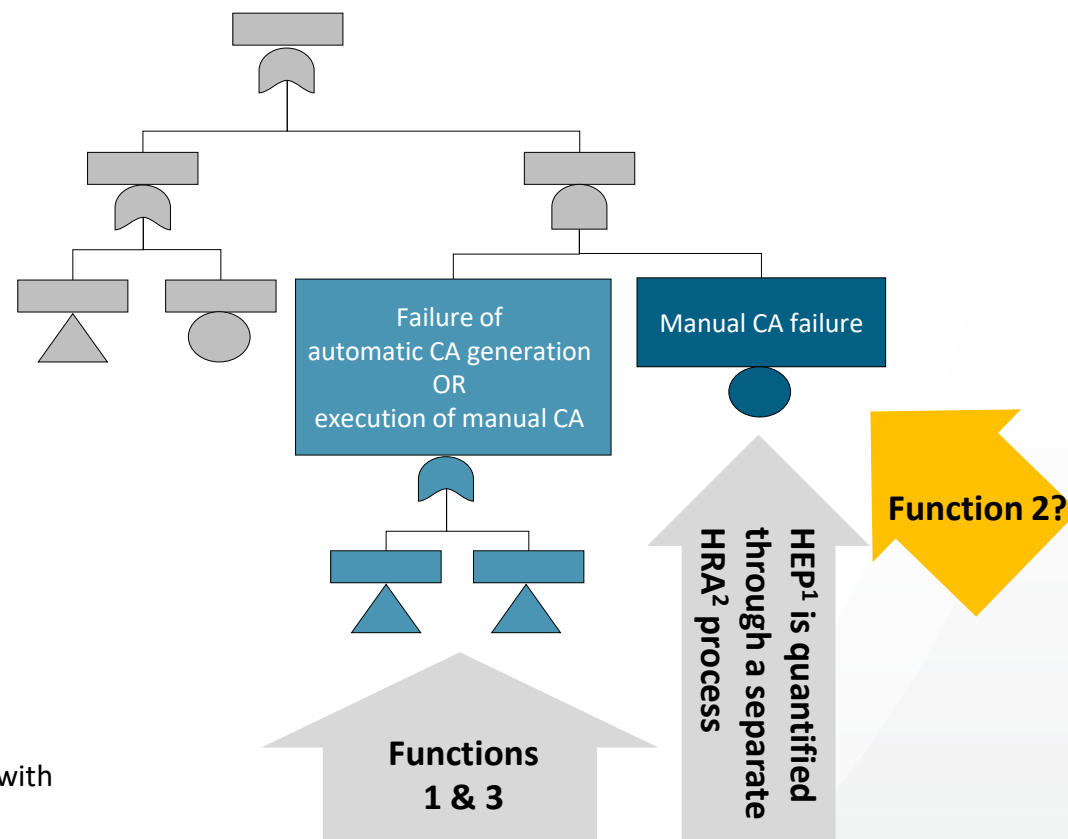 Failure of
automatic CA generation
OR
execution of manual CA
Manual CA failure
Function 2?
HEP¹ is quantified
through a separate
HRA² process
Functions
1 & 3
with